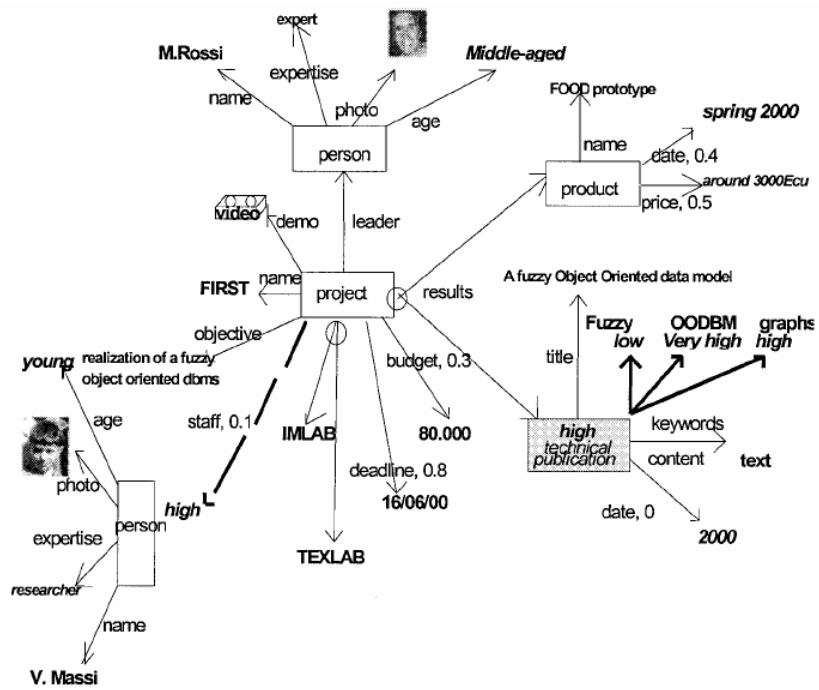 expert
M.Rossi
Middle-aged
expertise
name
photo
age
person
FOOD prototype
spring 2000
name
date, 0.4
product
around 3000Ecu
price, 0.5
video
demo
leader
name
FIRST
project
results
A fuzzy Object Oriented data model
objective
Fuzzy
OODBM
graphs
low
Very high
high
young
realization of a fuzzy
object oriented dbms
budget, 0.3
title
age
staff, 0.1
IMLAB
80.000
high
technical
publication
keywords
content
text
deadline, 0.8
photo
high
16/06/00
person
date, 0
2000
expertise
TEXLAB
researcher
name
V. Massi